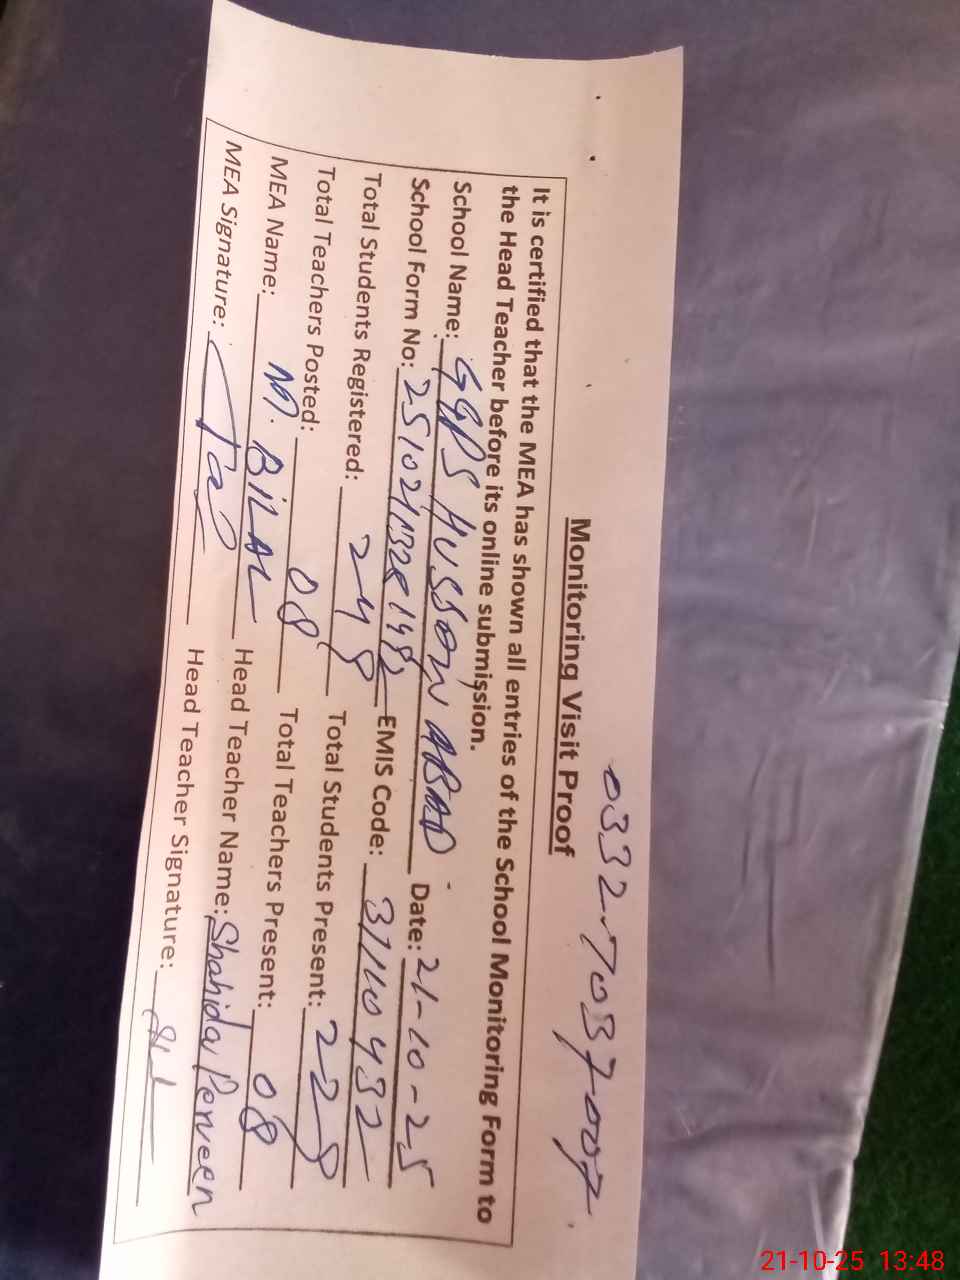 0332-7037007
Monitoring Visit Proof
It is certified that the MEA has shown all entries of the School Monitoring Form to
the Head Teacher before its online submission.
School Name: GGPS HUSSAIN ABAD Date: 21-10-25
School Form No: EMIS Code: 31110432
Total Students Registered: 248 Total Students Present: 228
Total Teachers Posted: 08 Total Teachers Present: 08
MEA Name: M. BILAL Head Teacher Name: Shahida Perveen
MEA Signature: Head Teacher Signature:
21-10-25 13:48